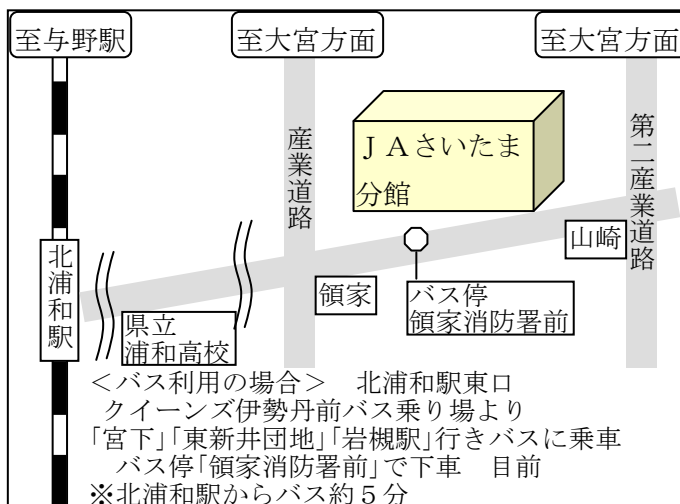 至与野駅
至大宮方面
至大宮方面
産業道路
ＪＡさいたま
分館
第二産業道路
山崎
北浦和駅
領家
バス停
領家消防署前
県立
浦和高校
＜バス利用の場合＞　北浦和駅東口
クイーンズ伊勢丹前バス乗り場より
「宮下」「東新井団地」「岩槻駅」行きバスに乗車
バス停「領家消防署前」で下車　目前
※北浦和駅からバス約５分